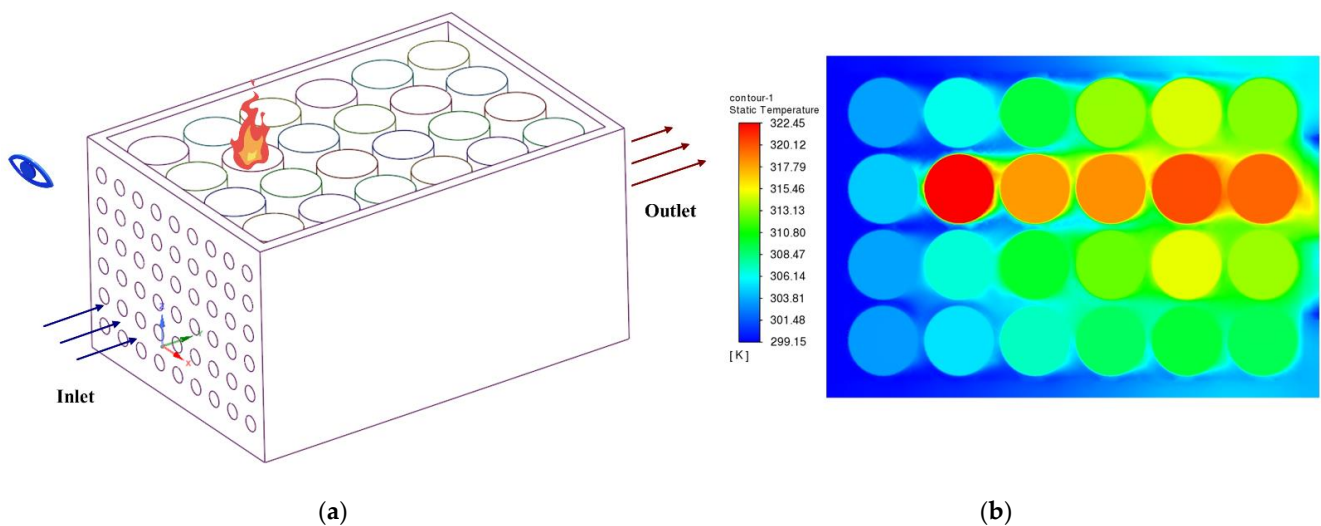 Inlet
Outlet
contour-1
Static Temperature
322.45
320.12
317.79
315.46
313.13
310.80
308.47
306.14
303.81
301.48
299.15
[ K ]
(a)
(b)